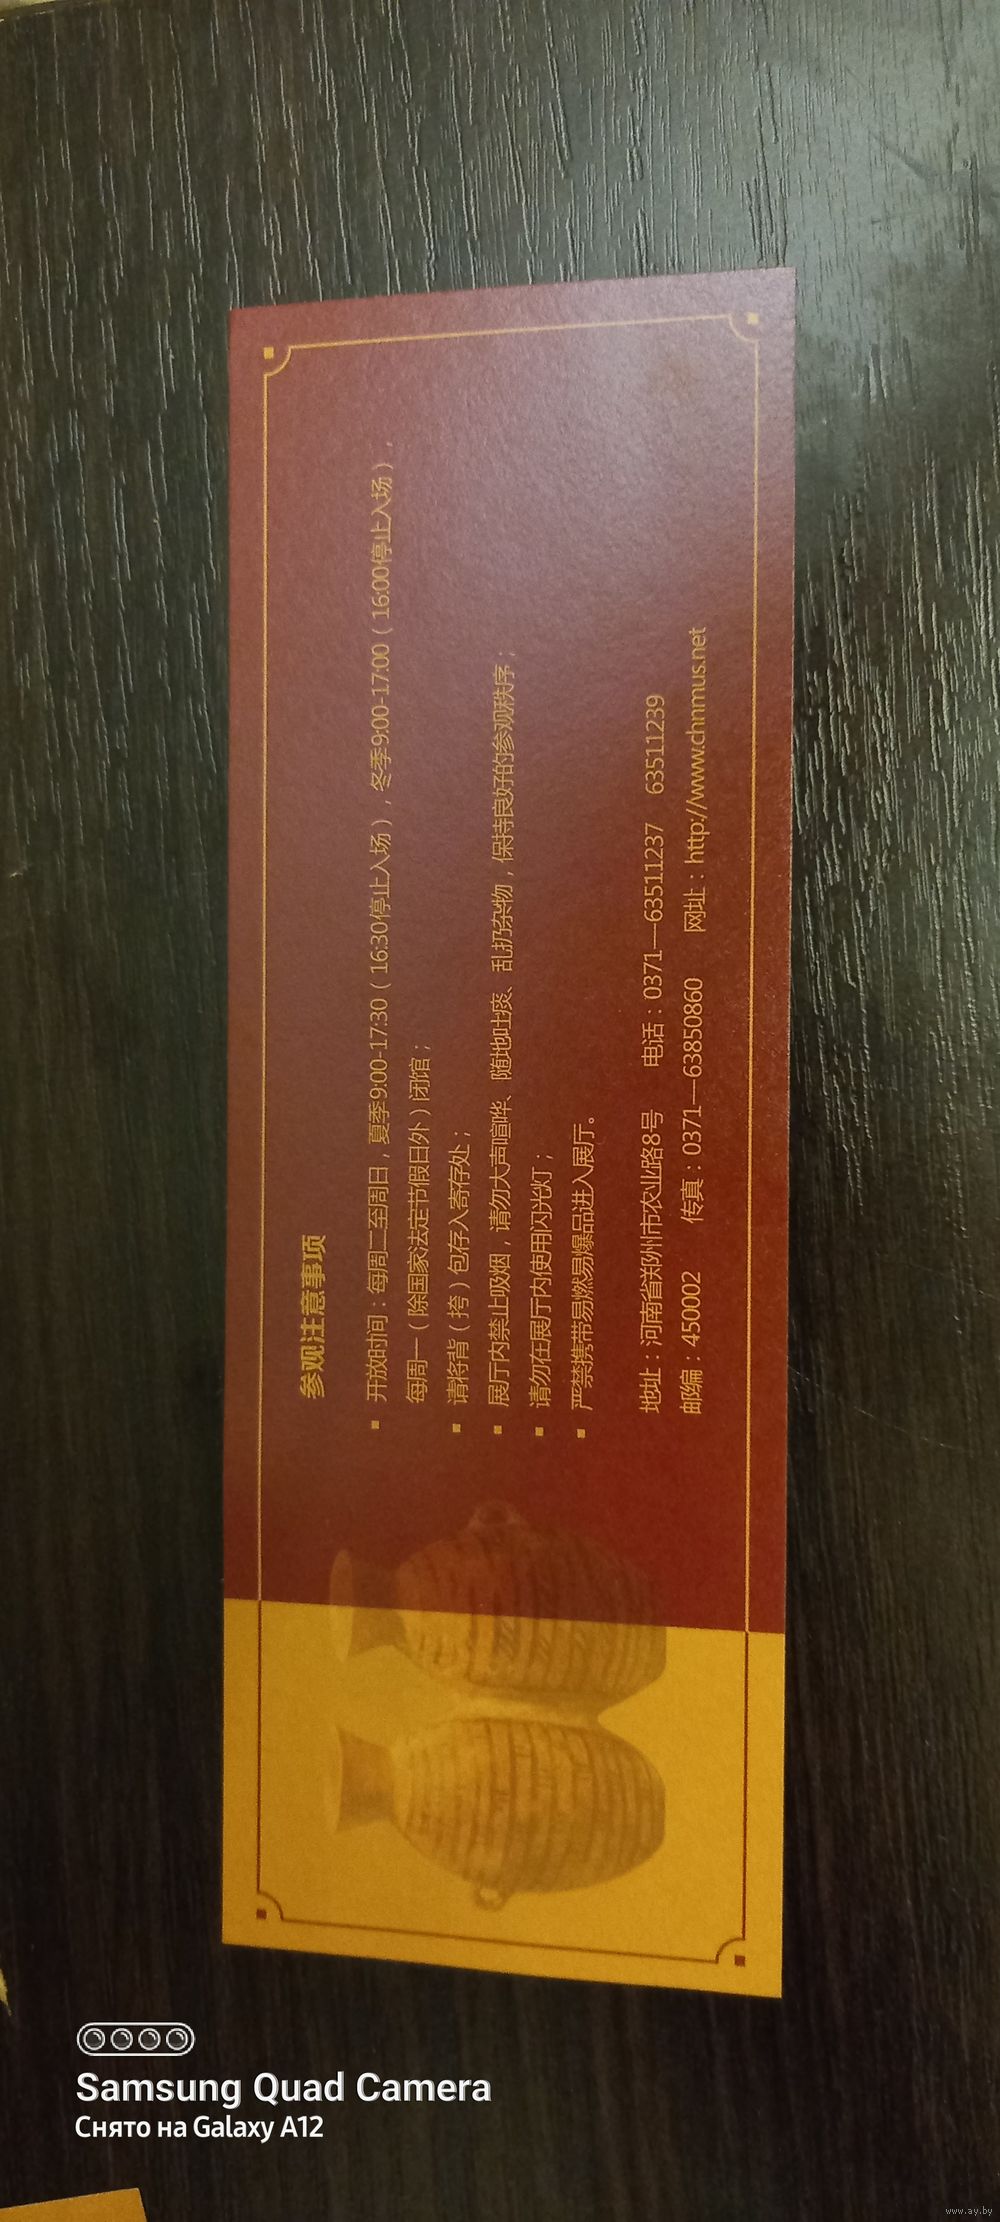 参观注意事项
▪ 开放时间：每周二至周日，夏季9:00-17:30（16:30停止入场），冬季9:00-17:00（16:00停止入场），
每周一（除国家法定节假日外）闭馆；
▪ 请将背（挎）包存入寄存处；
▪ 展厅内禁止吸烟，请勿大声喧哗、随地吐痰、乱扔杂物，保持良好的参观秩序；
▪ 请勿在展厅内使用闪光灯；
▪ 严禁携带易燃易爆品进入展厅。
地址：河南省郑州市农业路8号 电话：0371—63511237 63511239
邮编：450002 传真：0371—63850860 网址：http://www.chnmus.net
Samsung Quad Camera
Снято на Galaxy A12
www.ay.by